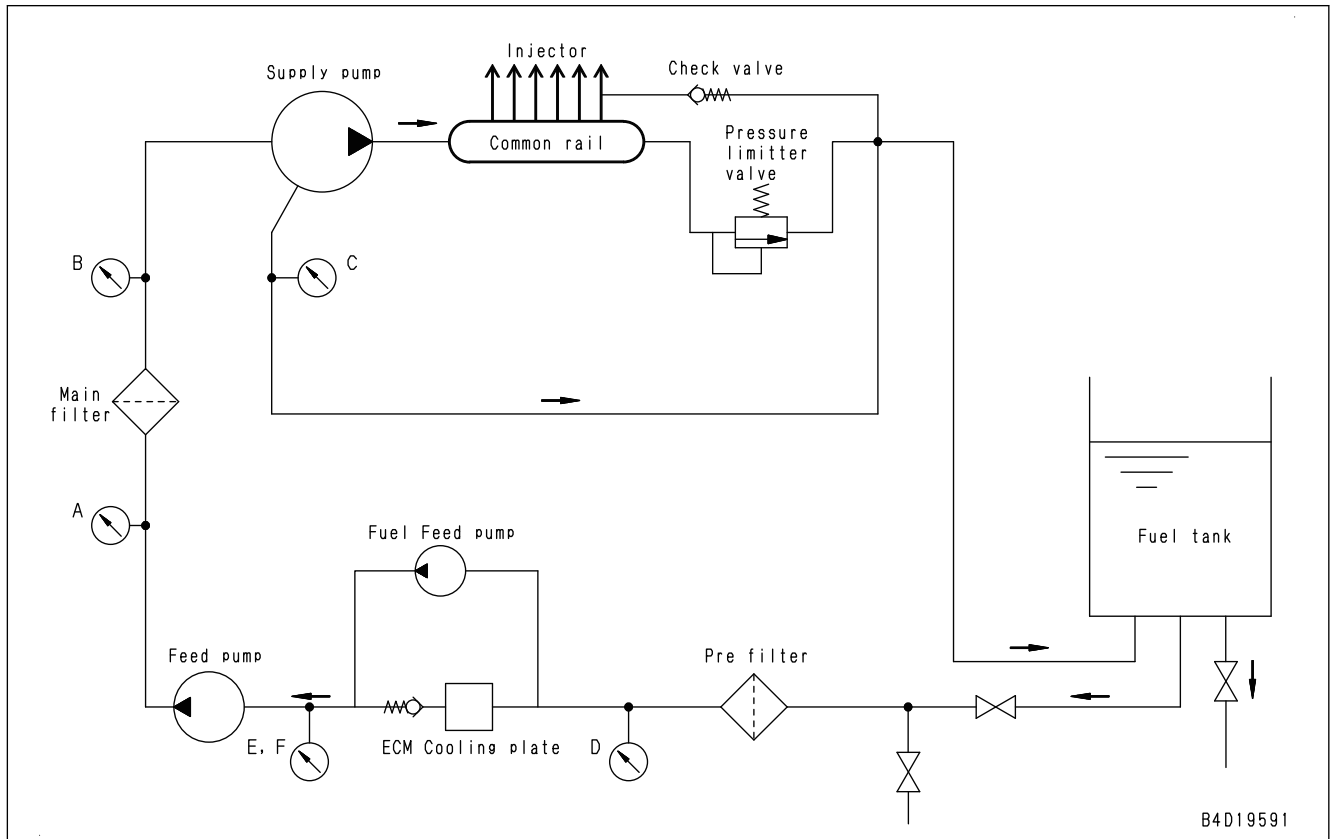 Injector
Supply pump
Check valve
Pressure
limitter
valve
Common rail
B
C
Main
filter
A
Fuel Feed pump
Fuel tank
Feed pump
Pre filter
E, F
ECM Cooling plate
D
B4D19591